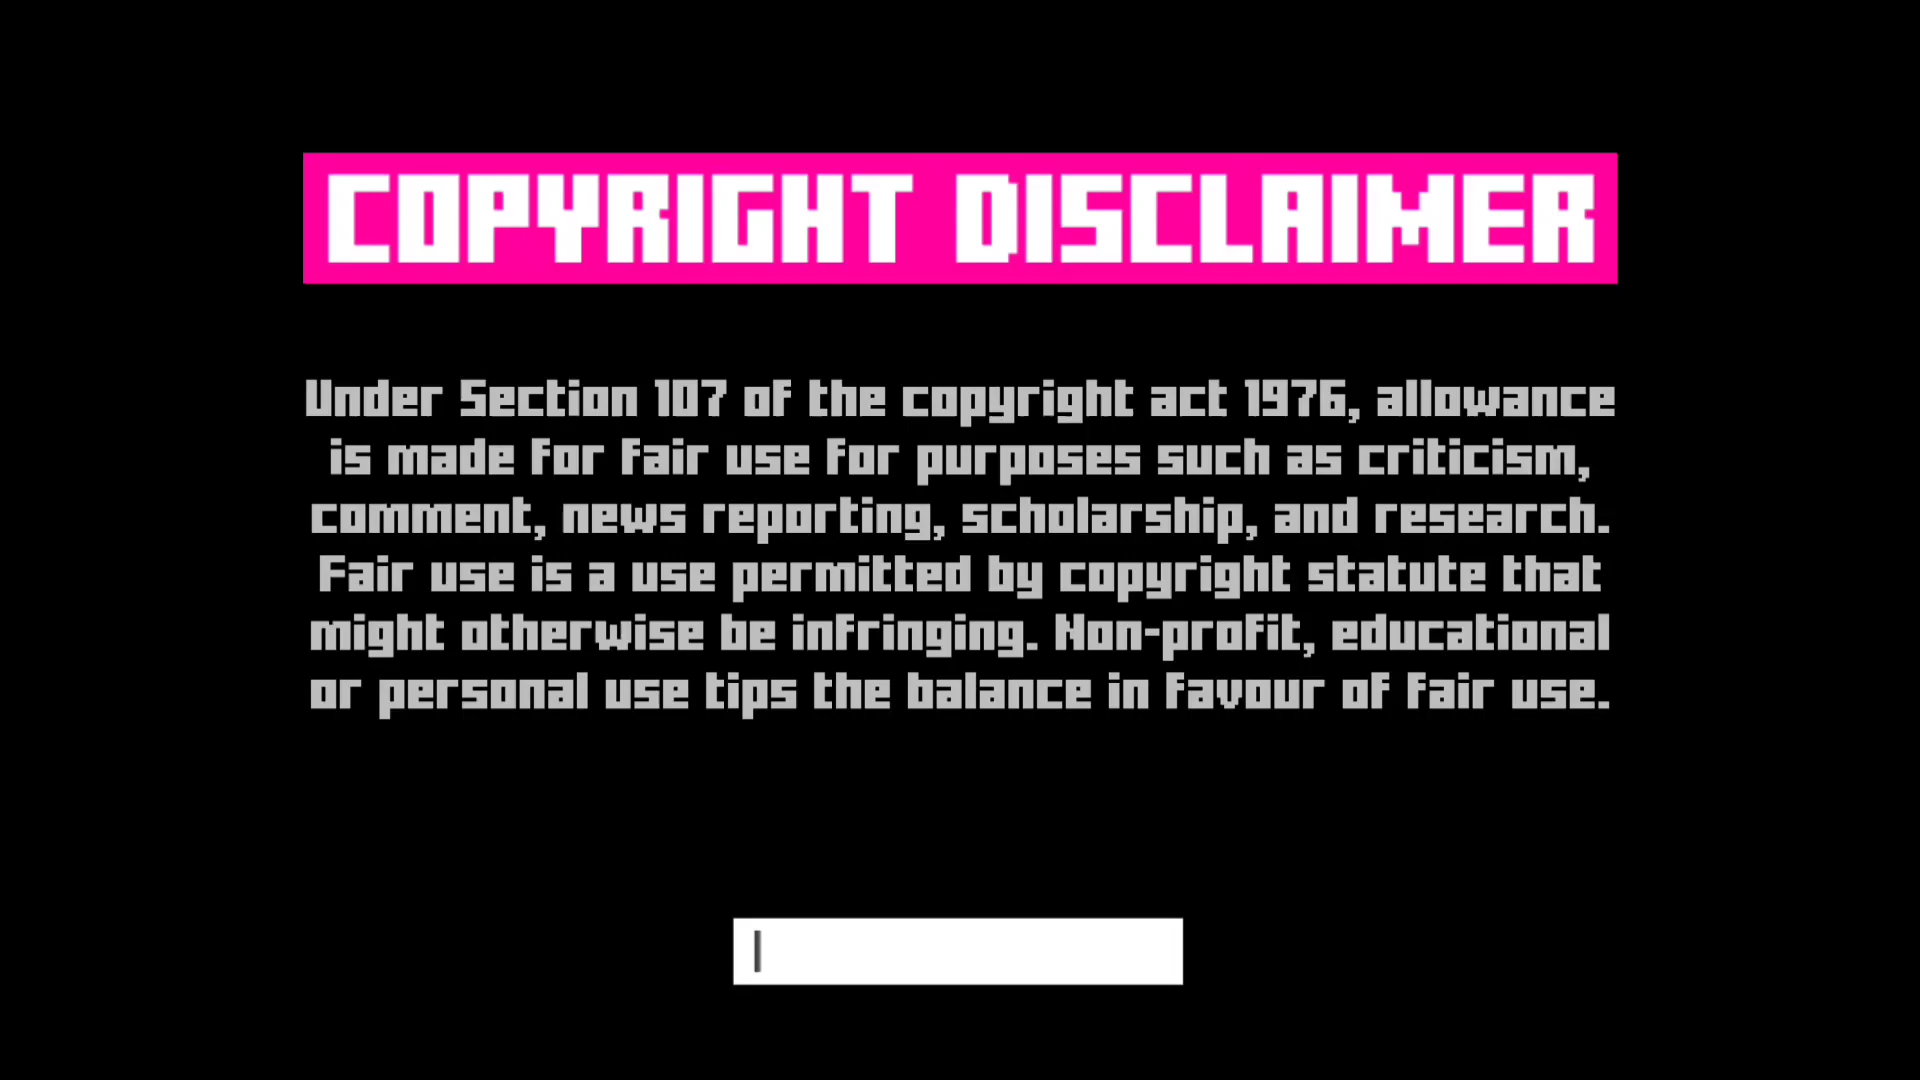 COPYRIGHT DISCLAIMER
Under Section 107 of the copyright act 1976, allowance
is made for fair use for purposes such as criticism,
comment, news reporting, scholarship, and research.
Fair use is a use permitted by copyright statute that
might otherwise be infringing. Non-profit, educational
or personal use tips the balance in favour of fair use.